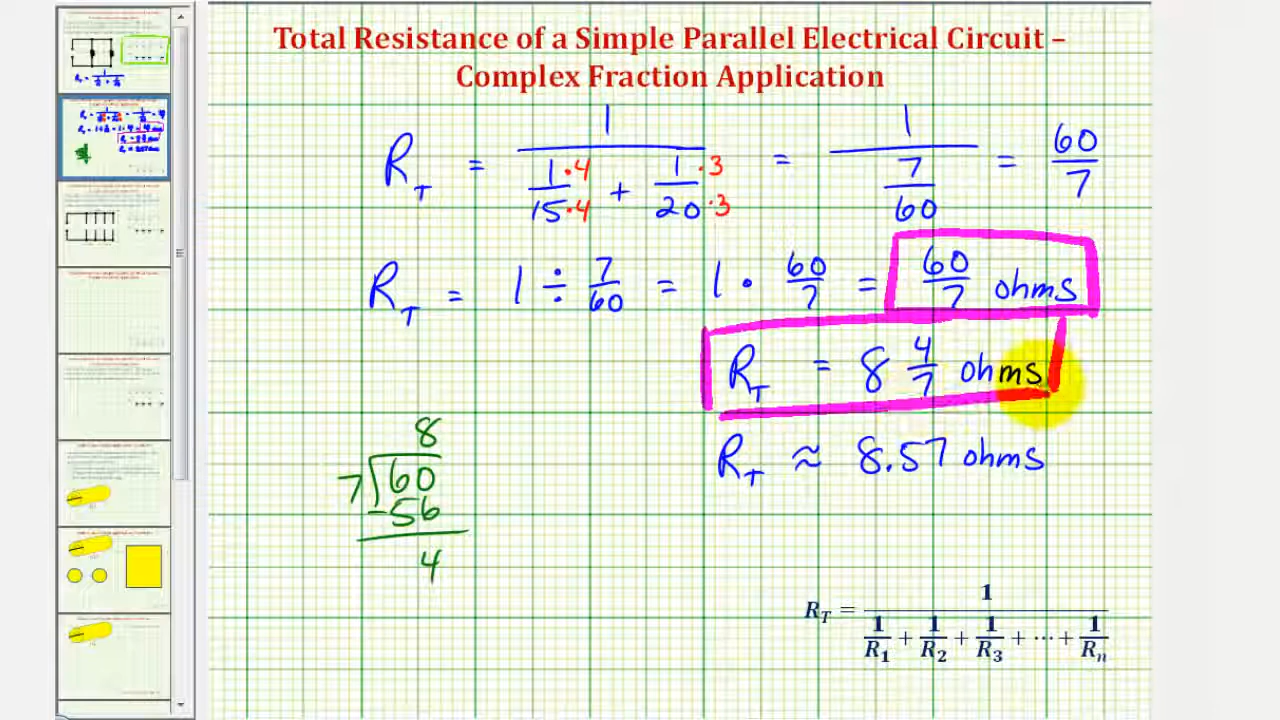 Total Resistance of a Simple Parallel Electrical Circuit –
Complex Fraction Application
R_T = 1 / (1·4/15·4 + 1·3/20·3) = 1 / (7/60) = 60/7
R_T = 1 ÷ 7/60 = 1 · 60/7 = 60/7 ohms
R_T = 8 4/7 ohms
R_T ≈ 8.57 ohms
8
7 60
-56
4
R_T = 1 / (1/R_1 + 1/R_2 + 1/R_3 + ⋯ + 1/R_n)